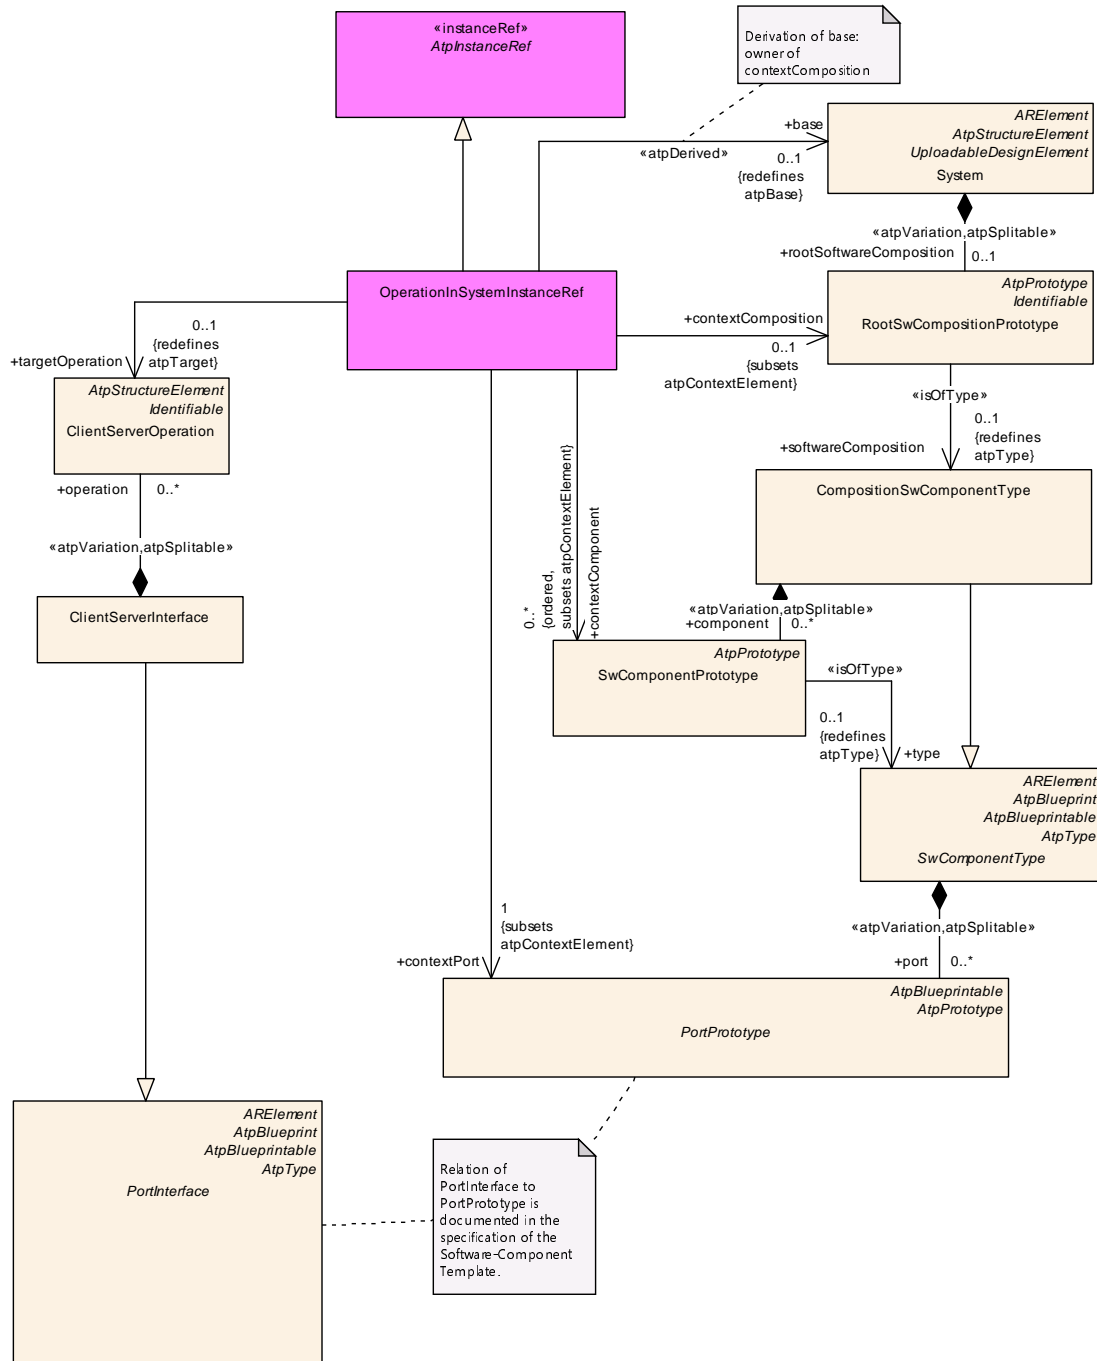 «instanceRef»
AtpInstanceRef
Derivation of base:
owner of
contextComposition
+base
«atpDerived»
0..1
{redefines
atpBase}
ARElement
AtpStructureElement
UploadableDesignElement
System
«atpVariation,atpSplitable»
+rootSoftwareComposition
0..1
OperationInSystemInstanceRef
AtpPrototype
Identifiable
RootSwCompositionPrototype
+contextComposition
0..1
{subsets
atpContextElement}
0..1
{redefines
atpTarget}
+targetOperation
AtpStructureElement
Identifiable
ClientServerOperation
«isOfType»
0..1
{redefines
atpType}
+softwareComposition
CompositionSwComponentType
+operation
0..*
«atpVariation,atpSplitable»
ClientServerInterface
0..*
{ordered,
subsets atpContextElement}
+contextComponent
«atpVariation,atpSplitable»
+component
0..*
AtpPrototype
SwComponentPrototype
«isOfType»
0..1
{redefines
atpType}
+type
ARElement
AtpBlueprint
AtpBlueprintable
AtpType
SwComponentType
1
{subsets
atpContextElement}
+contextPort
«atpVariation,atpSplitable»
+port
0..*
AtpBlueprintable
AtpPrototype
PortPrototype
ARElement
AtpBlueprint
AtpBlueprintable
AtpType
PortInterface
Relation of
PortInterface to
PortPrototype is
documented in the
specification of the
Software-Component
Template.